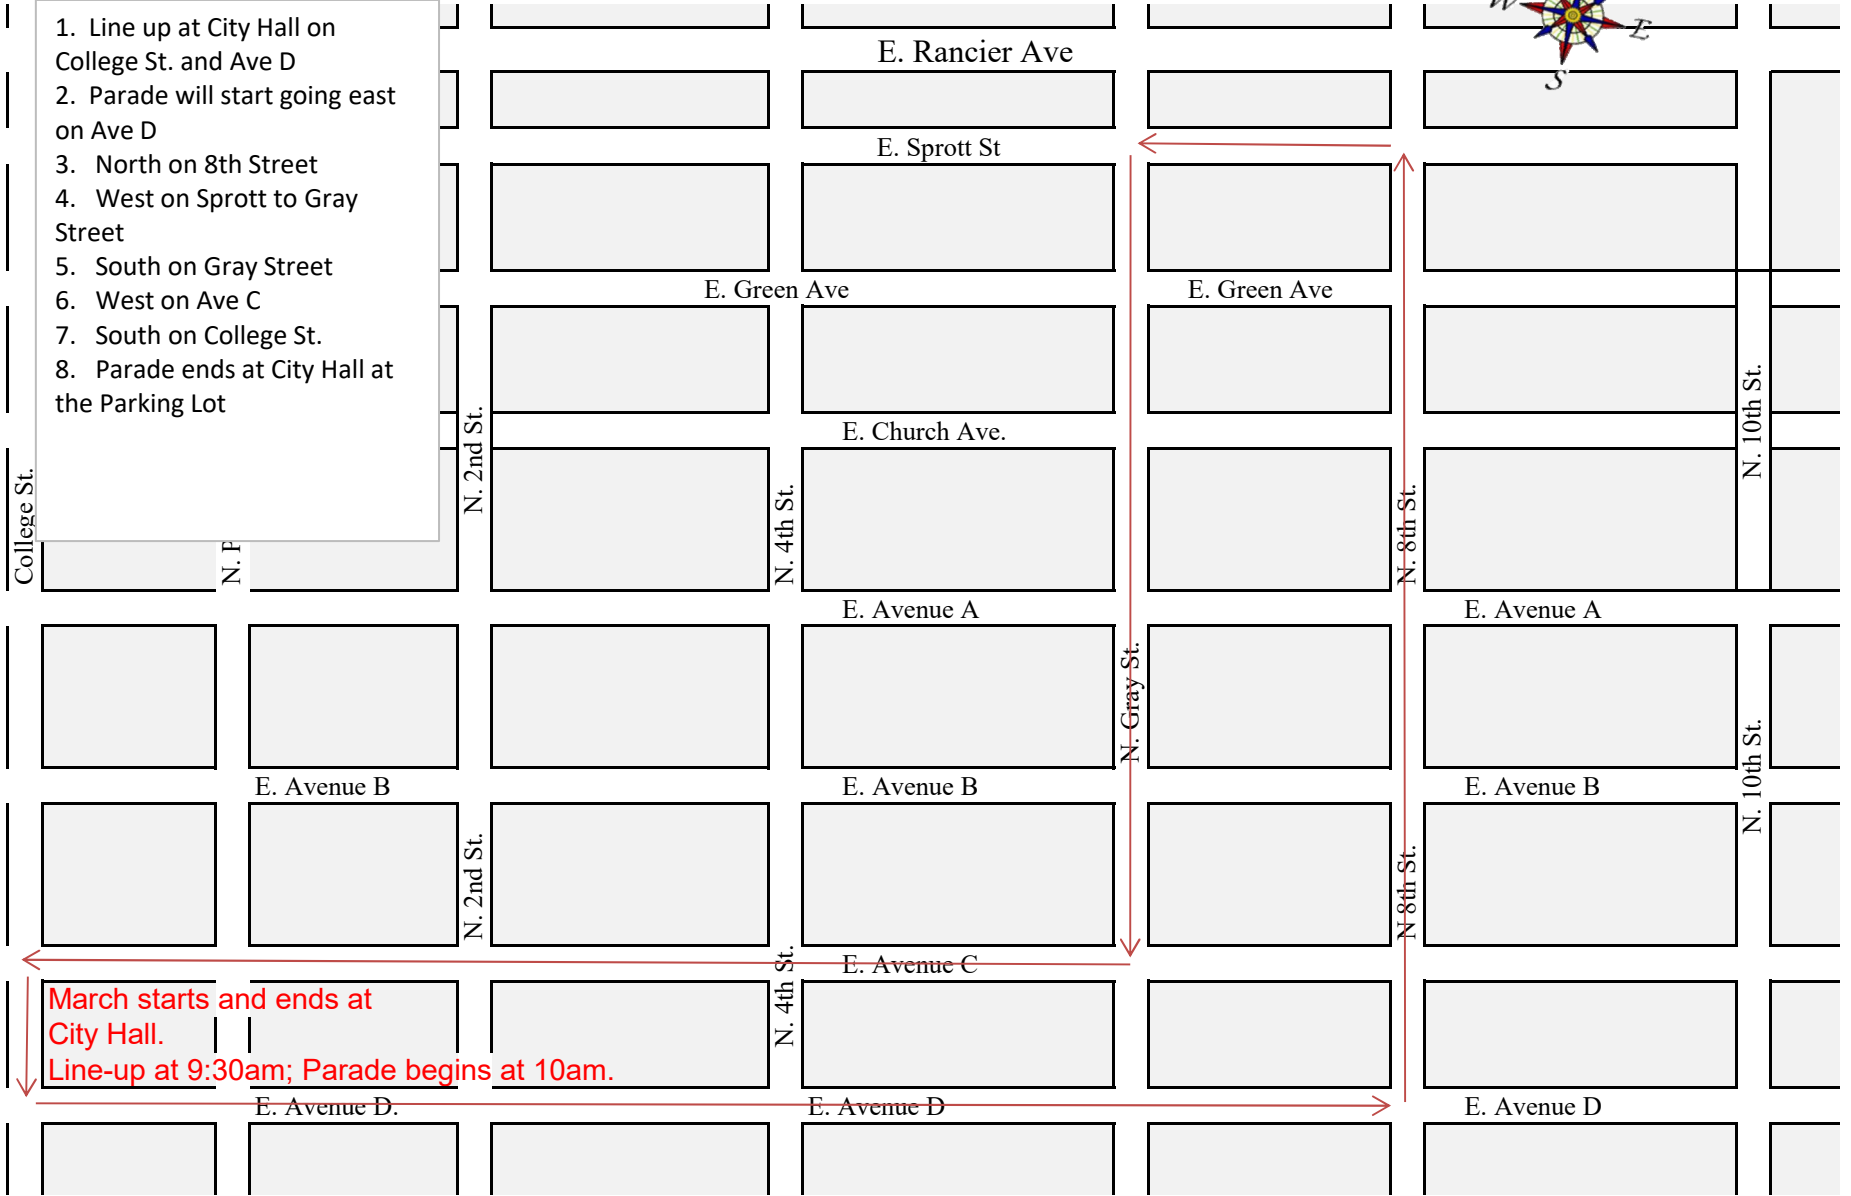 1.  Line up at City Hall on
College St. and Ave D
2.  Parade will start going east
on Ave D
3.   North on 8th Street
4.   West on Sprott to Gray
Street
5.   South on Gray Street
6.   West on Ave C
7.   South on College St.
8.   Parade ends at City Hall at
the Parking Lot
W
E
S
E. Rancier Ave
E. Sprott St
E. Green Ave
E. Green Ave
E. Church Ave.
College St.
N. P
N. 2nd St.
N. 4th St.
N. 8th St.
N. 10th St.
E. Avenue A
E. Avenue A
N. Gray St.
E. Avenue B
E. Avenue B
E. Avenue B
N. 10th St.
N. 2nd St.
N 8th St.
E. Avenue C
N. 4th St.
March starts and ends at
City Hall.
Line-up at 9:30am; Parade begins at 10am.
E. Avenue D.
E. Avenue D
E. Avenue D